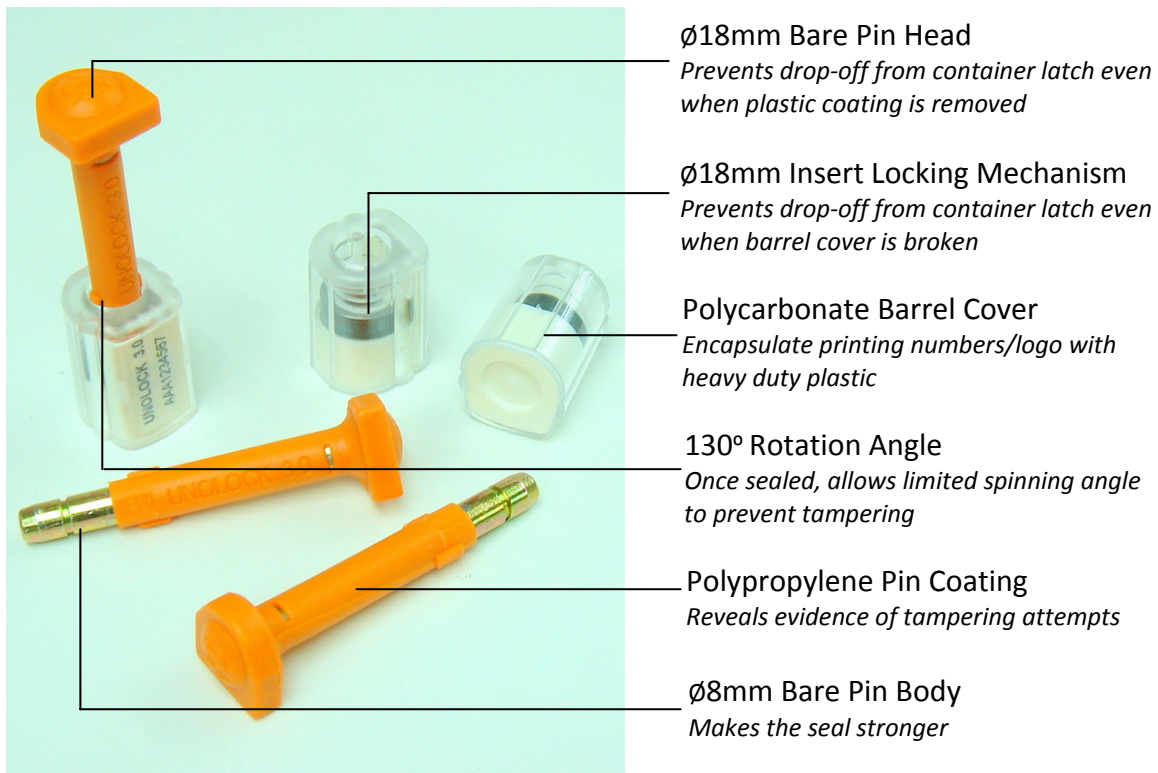 Ø18mm Bare Pin Head
Prevents drop-off from container latch even
when plastic coating is removed
Ø18mm Insert Locking Mechanism
Prevents drop-off from container latch even
when barrel cover is broken
Polycarbonate Barrel Cover
Encapsulate printing numbers/logo with
heavy duty plastic
130º Rotation Angle
Once sealed, allows limited spinning angle
to prevent tampering
Polypropylene Pin Coating
Reveals evidence of tampering attempts
Ø8mm Bare Pin Body
Makes the seal stronger
UNOLOCK 3.0
UNOLOCK 3.0
AAA1234567
UNOLOCK 3.0